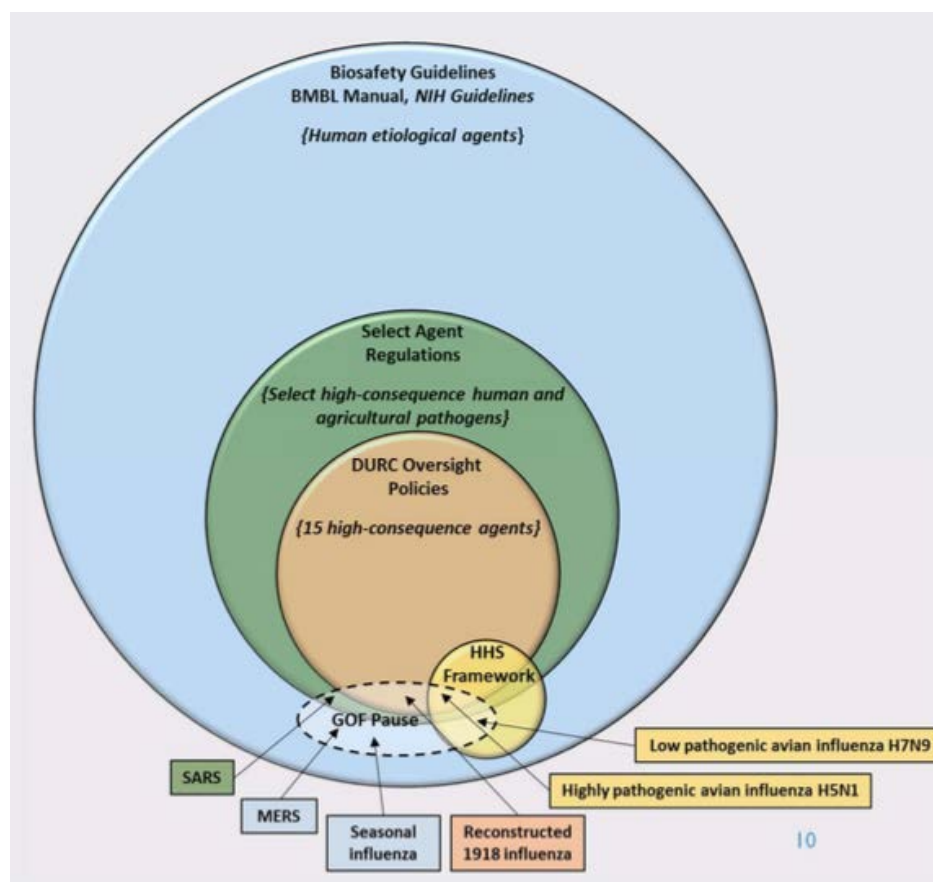 Biosafety Guidelines
BMBL Manual, NIH Guidelines
{Human etiological agents}
Select Agent
Regulations
{Select high-consequence human and
agricultural pathogens}
DURC Oversight
Policies
{15 high-consequence agents}
HHS
Framework
GOF Pause
Low pathogenic avian influenza H7N9
SARS
Highly pathogenic avian influenza H5N1
MERS
Seasonal
influenza
Reconstructed
1918 influenza
10